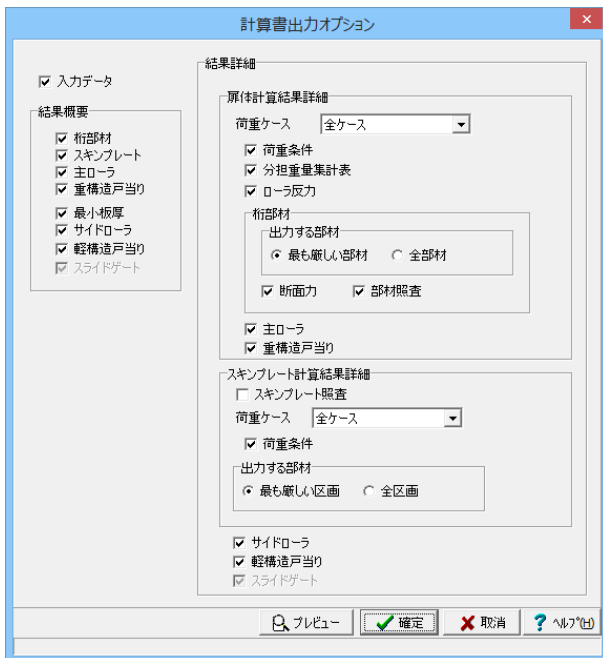 計算書出力オプション
入力データ
結果概要
桁部材
スキンプレート
主ローラ
重構造戸当り
最小板厚
サイドローラ
軽構造戸当り
スライドゲート
結果詳細
扉体計算結果詳細
荷重ケース 全ケース
荷重条件
分担重量集計表
ローラ反力
桁部材
出力する部材
最も厳しい部材 全部材
断面力 部材照査
主ローラ
重構造戸当り
スキンプレート計算結果詳細
スキンプレート照査
荷重ケース 全ケース
荷重条件
出力する部材
最も厳しい区画 全区画
サイドローラ
軽構造戸当り
スライドゲート
プレビュー 確定 取消 ヘルプ(H)